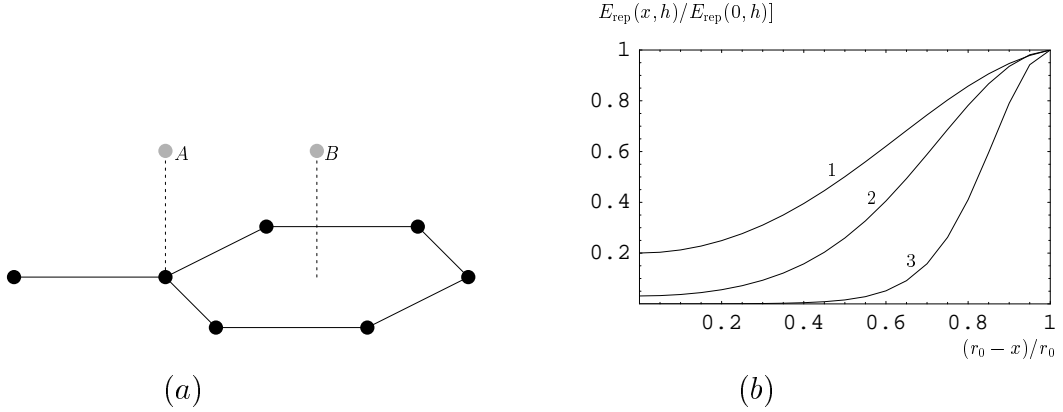 E_rep(x,h)/E_rep(0,h)]
1
0.8
A
B
0.6
1
0.4
2
0.2
3
0.2 0.4 0.6 0.8 1
(r_0 − x)/r_0
(a)
(b)